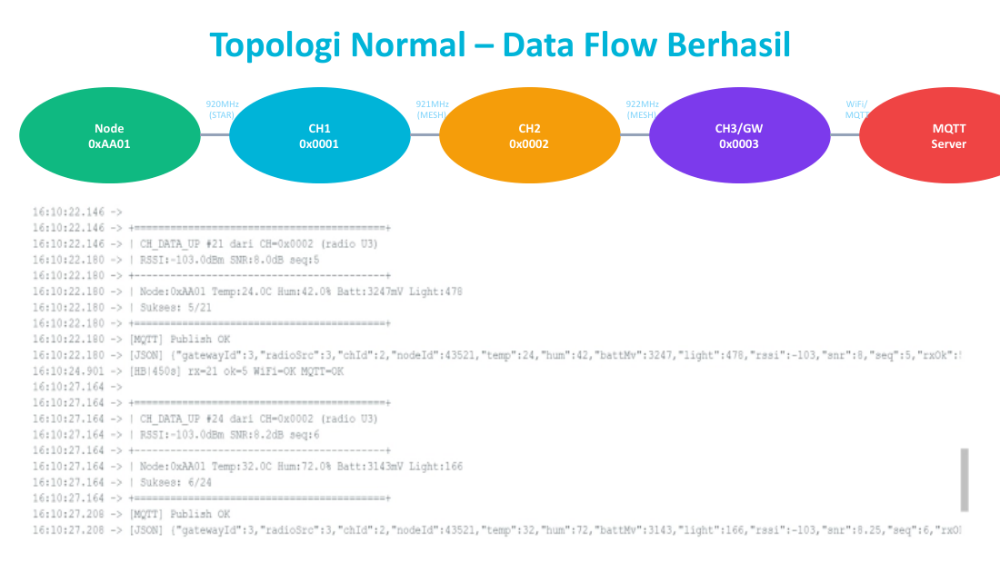 Topologi Normal – Data Flow Berhasil
Node
0xAA01
920MHz
(STAR)
CH1
0x0001
921MHz
(MESH)
CH2
0x0002
922MHz
(MESH)
CH3/GW
0x0003
WiFi/
MQTT
MQTT
Server
16:10:22.146 ->
16:10:22.146 -> +==========================================+
16:10:22.146 -> | CH_DATA_UP #21 dari CH=0x0002 (radio U3)
16:10:22.180 -> | RSSI:-103.0dBm SNR:8.0dB seq:5
16:10:22.180 -> +------------------------------------------+
16:10:22.180 -> | Node:0xAA01 Temp:24.0C Hum:42.0% Batt:3247mV Light:478
16:10:22.180 -> | Sukses: 5/21
16:10:22.180 -> +==========================================+
16:10:22.180 -> [MQTT] Publish OK
16:10:22.180 -> [JSON] {"gatewayId":3,"radioSrc":3,"chId":2,"nodeId":43521,"temp":24,"hum":42,"battMv":3247,"light":478,"rssi":-103,"snr":8,"seq":5,"rxOk":
16:10:24.901 -> [HB|450s] rx=21 ok=5 WiFi=OK MQTT=OK
16:10:27.164 ->
16:10:27.164 -> +==========================================+
16:10:27.164 -> | CH_DATA_UP #24 dari CH=0x0002 (radio U3)
16:10:27.164 -> | RSSI:-103.0dBm SNR:8.2dB seq:6
16:10:27.164 -> +------------------------------------------+
16:10:27.164 -> | Node:0xAA01 Temp:32.0C Hum:72.0% Batt:3143mV Light:166
16:10:27.164 -> | Sukses: 6/24
16:10:27.164 -> +==========================================+
16:10:27.208 -> [MQTT] Publish OK
16:10:27.208 -> [JSON] {"gatewayId":3,"radioSrc":3,"chId":2,"nodeId":43521,"temp":32,"hum":72,"battMv":3143,"light":166,"rssi":-103,"snr":8.25,"seq":6,"rxO